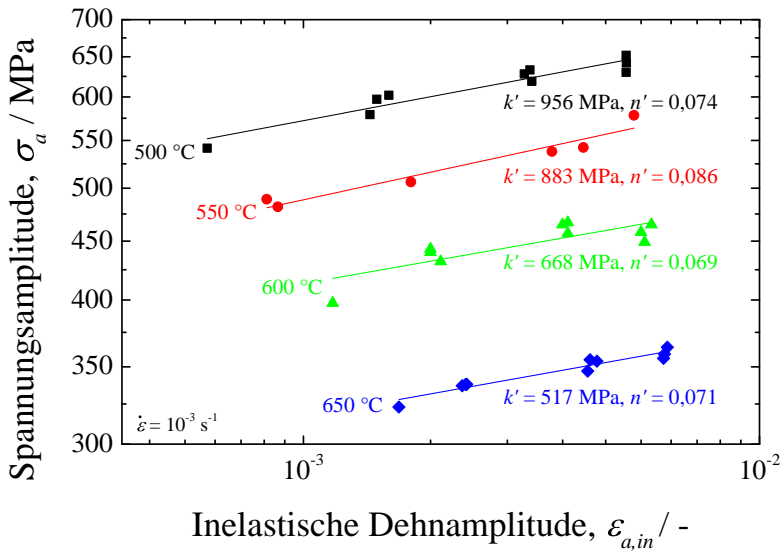 Spannungsamplitude, σa / MPa
700
650
600
550
500
450
400
350
300
500 °C
k' = 956 MPa, n' = 0,074
550 °C
k' = 883 MPa, n' = 0,086
600 °C
k' = 668 MPa, n' = 0,069
650 °C
k' = 517 MPa, n' = 0,071
ε̇ = 10⁻³ s⁻¹
10⁻³
10⁻²
Inelastische Dehnamplitude, εa,in / -